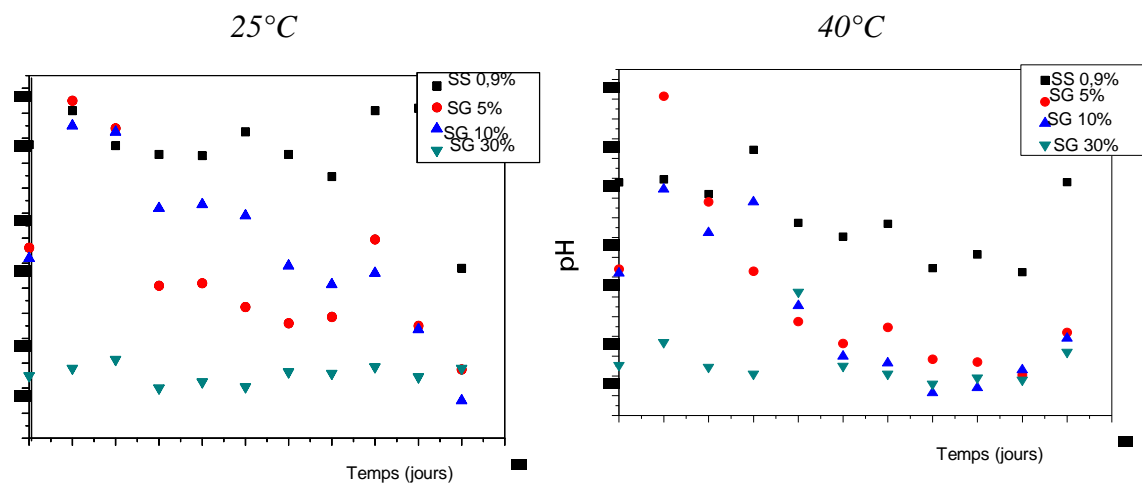 25°C
SS 0,9%
SG 5%
SG 10%
SG 30%
Temps (jours)
40°C
SS 0,9%
SG 5%
SG 10%
SG 30%
pH
Temps (jours)